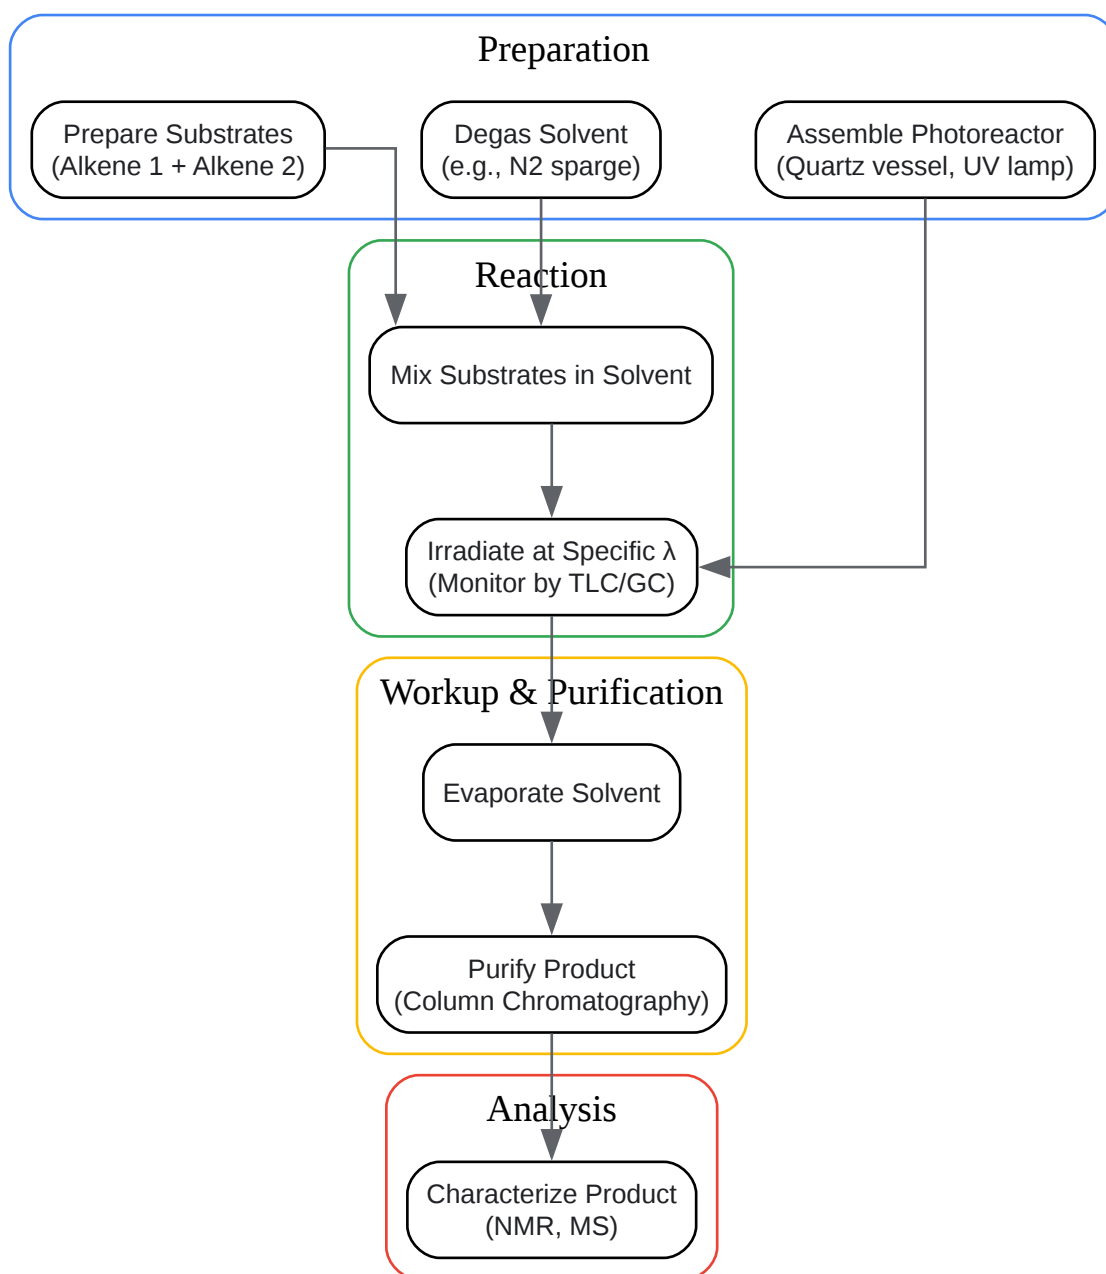 Preparation
Prepare Substrates
(Alkene 1 + Alkene 2)
Degas Solvent
(e.g., N2 sparge)
Assemble Photoreactor
(Quartz vessel, UV lamp)
Reaction
Mix Substrates in Solvent
Irradiate at Specific λ
(Monitor by TLC/GC)
Workup & Purification
Evaporate Solvent
Purify Product
(Column Chromatography)
Analysis
Characterize Product
(NMR, MS)